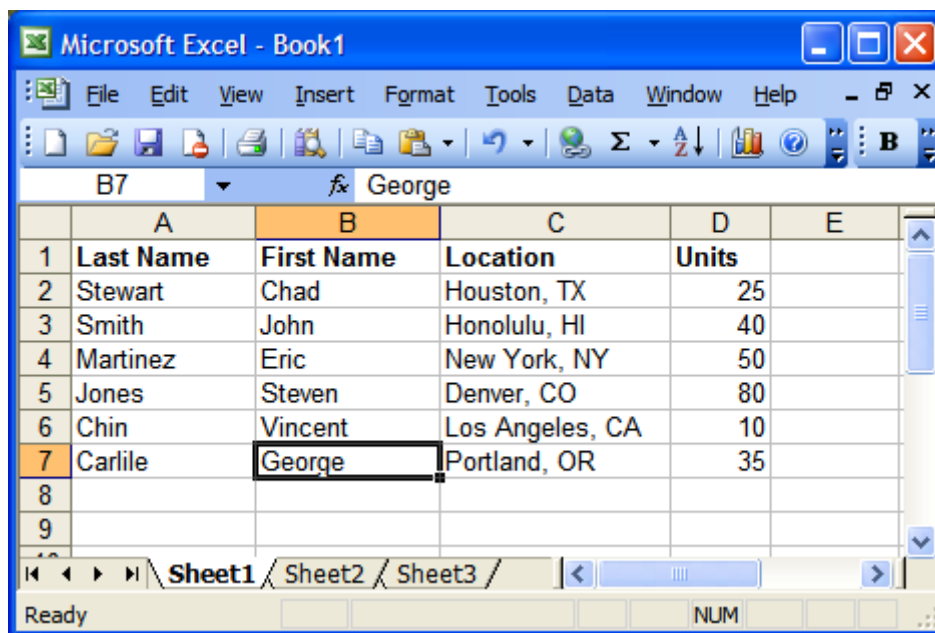 Microsoft Excel - Book1
File Edit View Insert Format Tools Data Window Help
Σ A Z B
B7 fx George
A B C D E
1 Last Name First Name Location Units
2 Stewart Chad Houston, TX 25
3 Smith John Honolulu, HI 40
4 Martinez Eric New York, NY 50
5 Jones Steven Denver, CO 80
6 Chin Vincent Los Angeles, CA 10
7 Carlile George Portland, OR 35
8
9
Sheet1 Sheet2 Sheet3
Ready NUM